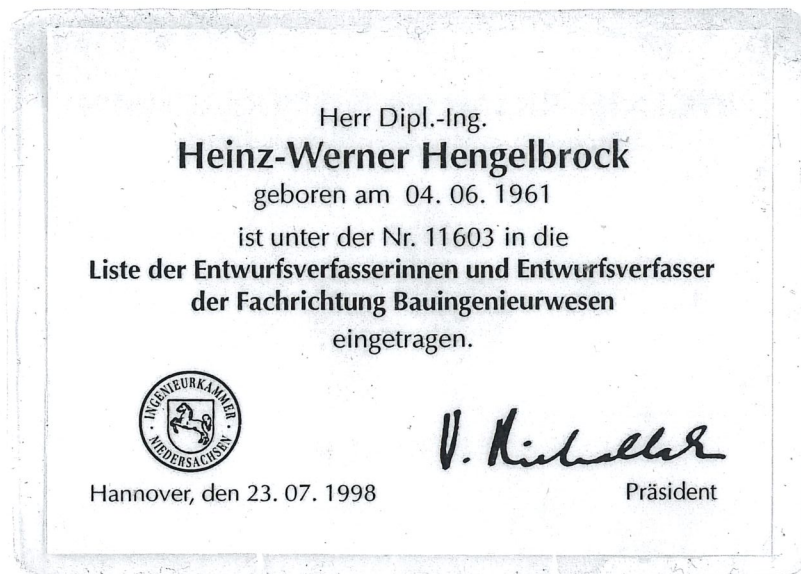 Herr Dipl.-Ing.
Heinz-Werner Hengelbrock
geboren am 04. 06. 1961
ist unter der Nr. 11603 in die
Liste der Entwurfsverfasserinnen und Entwurfsverfasser
der Fachrichtung Bauingenieurwesen
eingetragen.
INGENIEURKAMMER
NIEDERSACHSEN
V.
Hannover, den 23. 07. 1998
Präsident